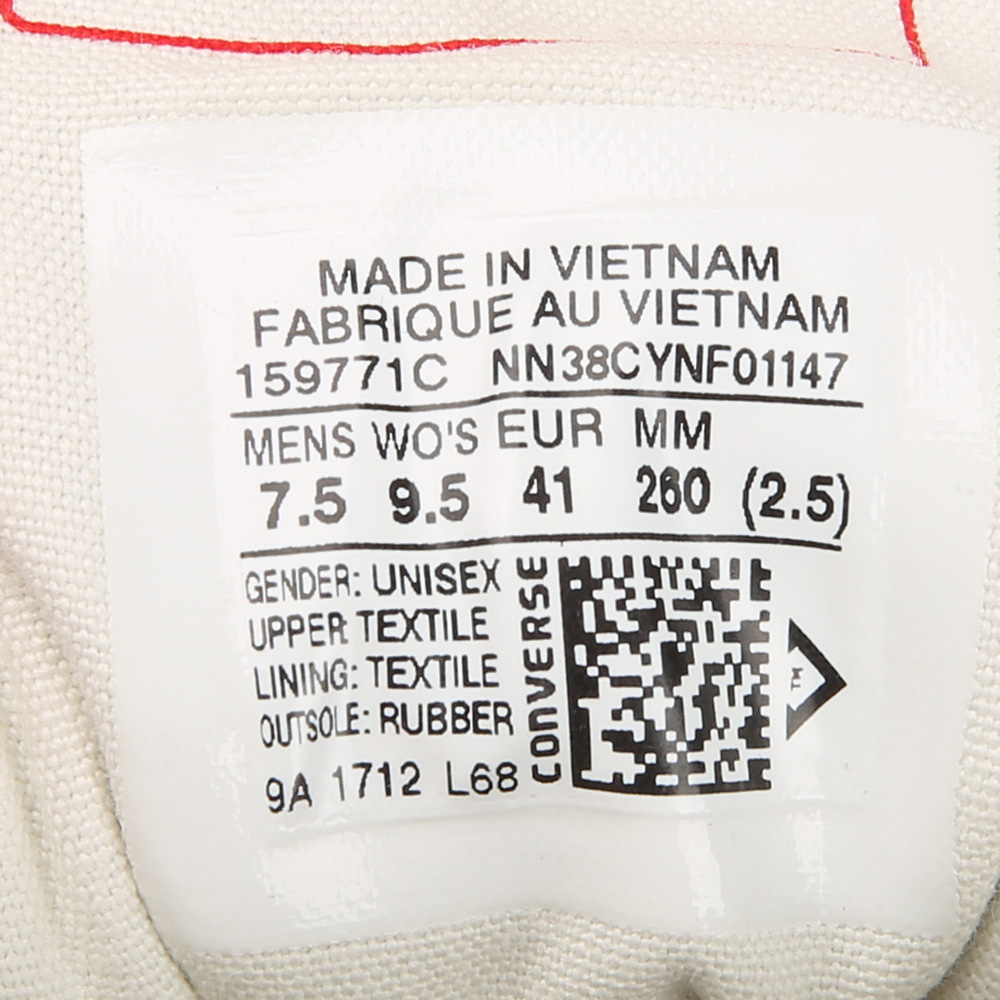 MADE IN VIETNAM
FABRIQUE AU VIETNAM
159771C NN38CYNF01147
MENS WO'S EUR MM
7.5 9.5 41 260 (2.5)
GENDER: UNISEX
UPPER: TEXTILE
LINING: TEXTILE
OUTSOLE: RUBBER
9A 1712 L68
CONVERSE
TM